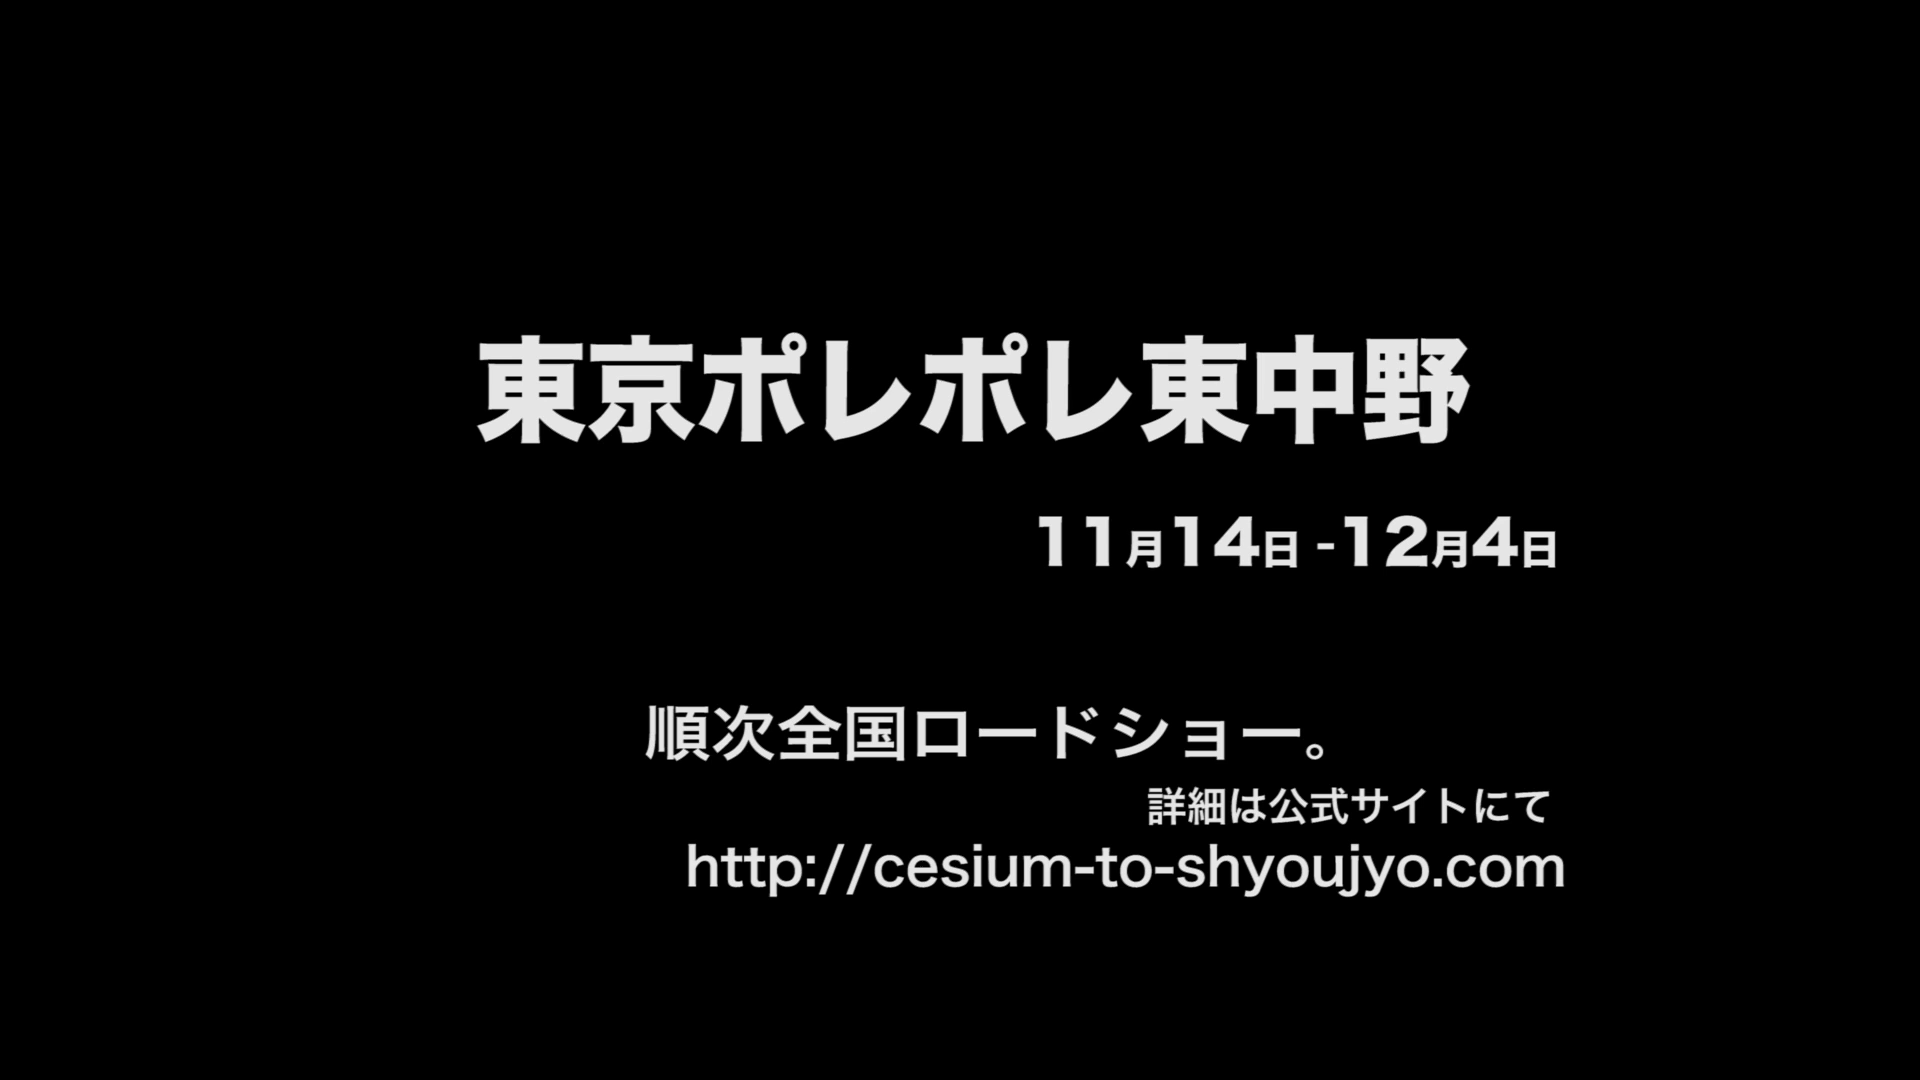 東京ポレポレ東中野
11月14日 -12月4日
順次全国ロードショー。
詳細は公式サイトにて
http://cesium-to-shyoujyo.com